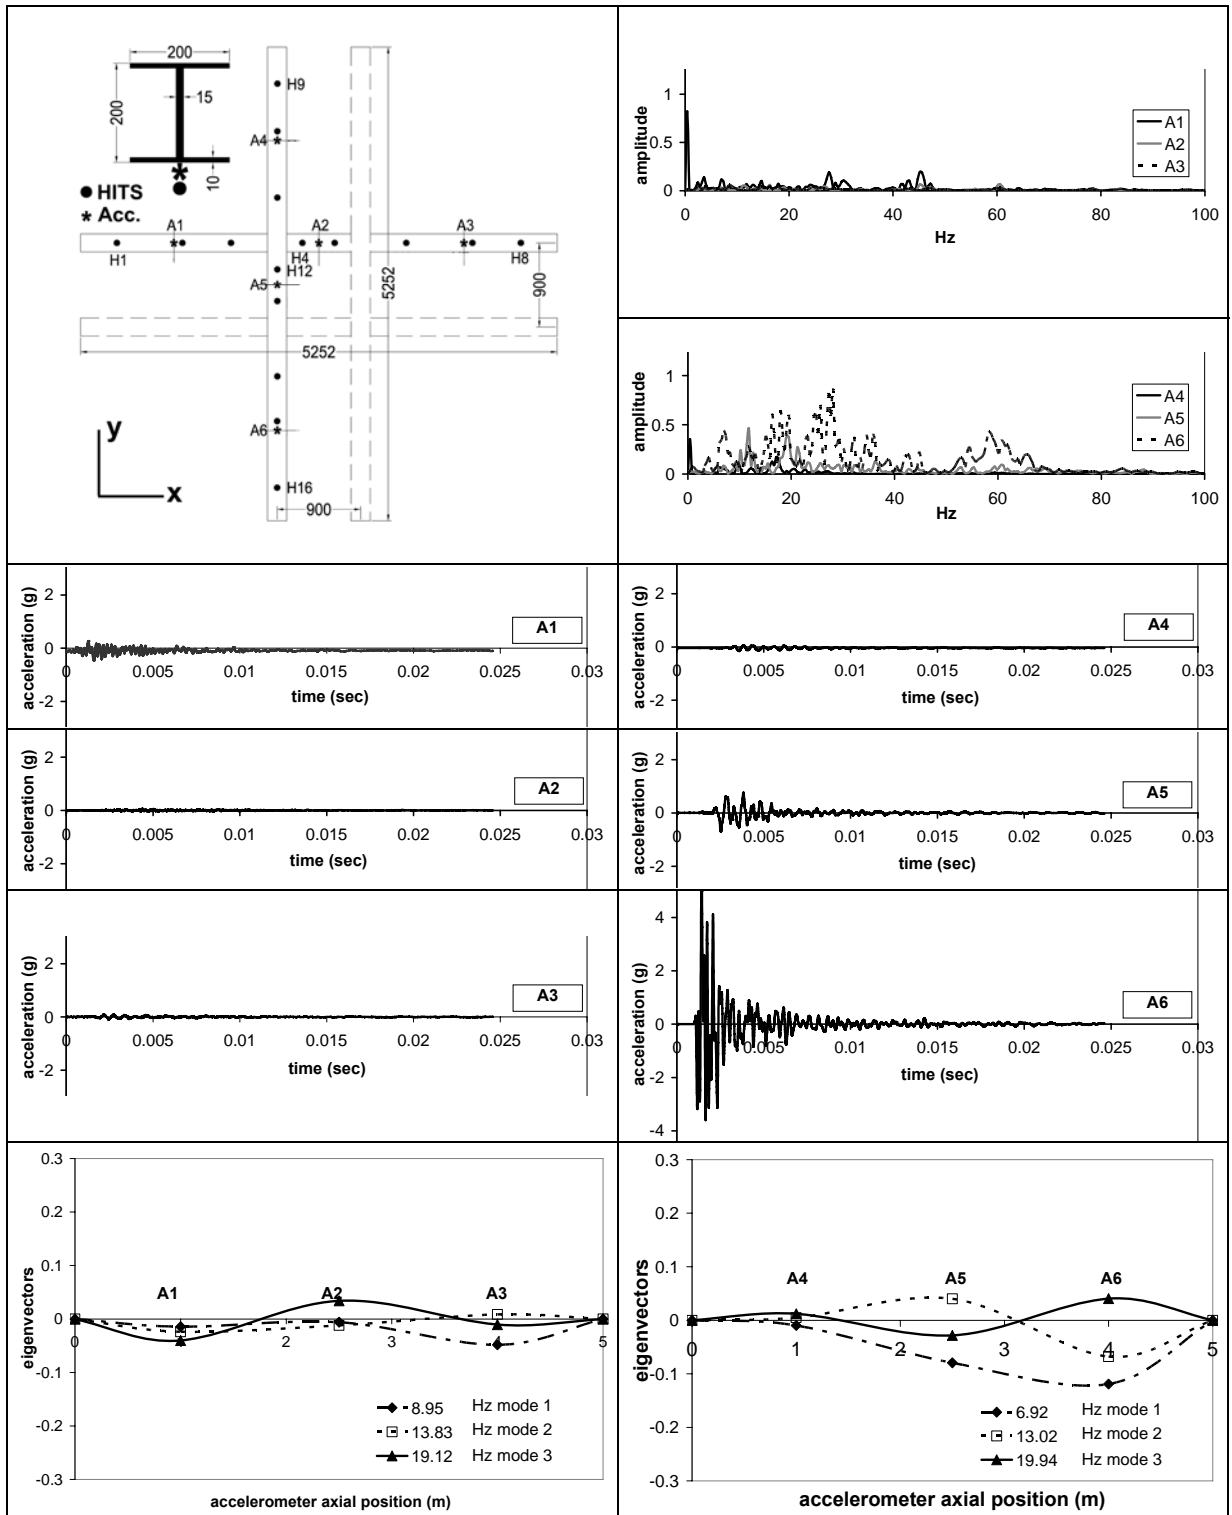 200
200
15
10
HITS
* Acc.
H9
A4
A1
A2
A3
H1
H4
H8
H12
A5
5252
900
5252
A6
H16
900
y
x
amplitude
1
0.5
0
0 20 40 60 80 100
Hz
A1
A2
A3
amplitude
1
0.5
0
0 20 40 60 80 100
Hz
A4
A5
A6
acceleration (g)
2
0
-2
0 0.005 0.01 0.015 0.02 0.025 0.03
time (sec)
A1
acceleration (g)
2
0
-2
0 0.005 0.01 0.015 0.02 0.025 0.03
time (sec)
A4
acceleration (g)
2
0
-2
0 0.005 0.01 0.015 0.02 0.025 0.03
time (sec)
A2
acceleration (g)
2
0
-2
0 0.005 0.01 0.015 0.02 0.025 0.03
time (sec)
A5
acceleration (g)
2
0
-2
0 0.005 0.01 0.015 0.02 0.025 0.03
time (sec)
A3
acceleration (g)
4
2
0
-2
-4
0 0.005 0.01 0.015 0.02 0.025 0.03
time (sec)
A6
eigenvectors
0.3
0.2
0.1
0
-0.1
-0.2
-0.3
A1 A2 A3
0 1 2 3 4 5
8.95 Hz mode 1
13.83 Hz mode 2
19.12 Hz mode 3
accelerometer axial position (m)
eigenvectors
0.3
0.2
0.1
0
-0.1
-0.2
-0.3
A4 A5 A6
0 1 2 3 4 5
6.92 Hz mode 1
13.02 Hz mode 2
19.94 Hz mode 3
accelerometer axial position (m)